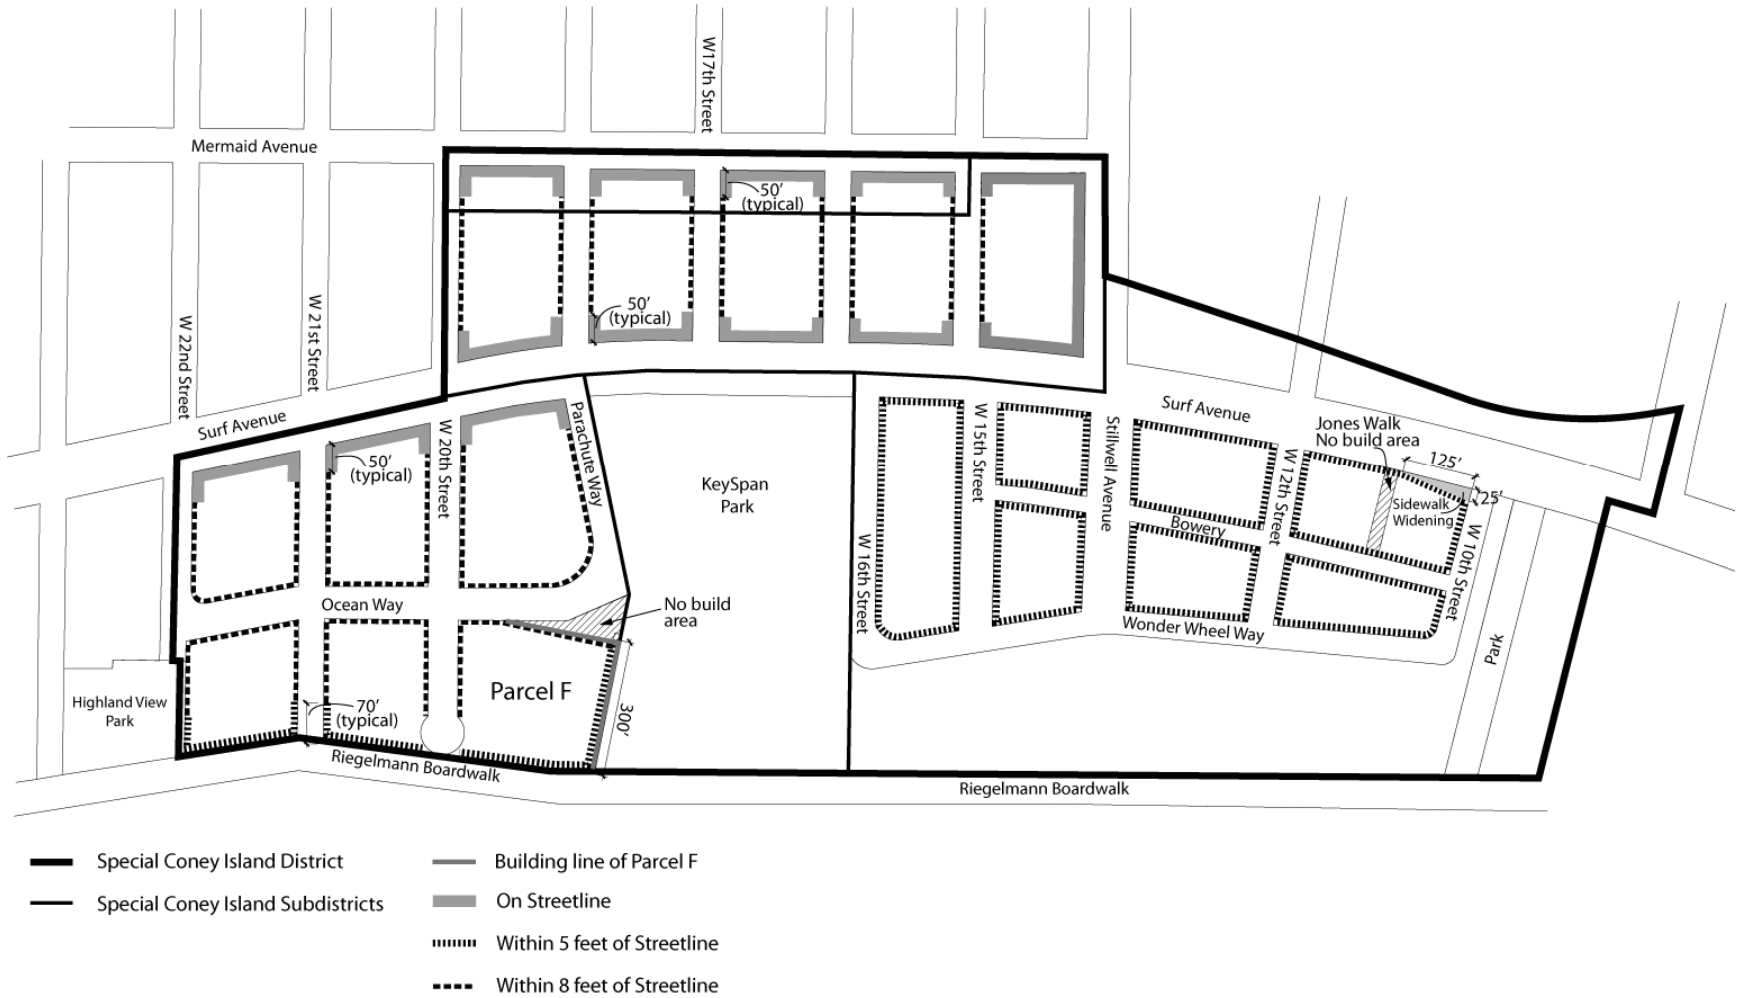 W17th Street
Mermaid Avenue
50'
(typical)
50'
(typical)
W 22nd Street
W 21st Street
Surf Avenue
W 20th Street
Parachute Way
50'
(typical)
KeySpan
Park
W 16th Street
W 15th Street
Stillwell Avenue
Surf Avenue
W 12th Street
Jones Walk
No build area
125'
25'
Sidewalk
Widening
Bowery
W 10th Street
Wonder Wheel Way
Park
Ocean Way
No build
area
Parcel F
300'
Highland View
Park
70'
(typical)
Riegelmann Boardwalk
Riegelmann Boardwalk
Special Coney Island District
Special Coney Island Subdistricts
Building line of Parcel F
On Streetline
Within 5 feet of Streetline
Within 8 feet of Streetline